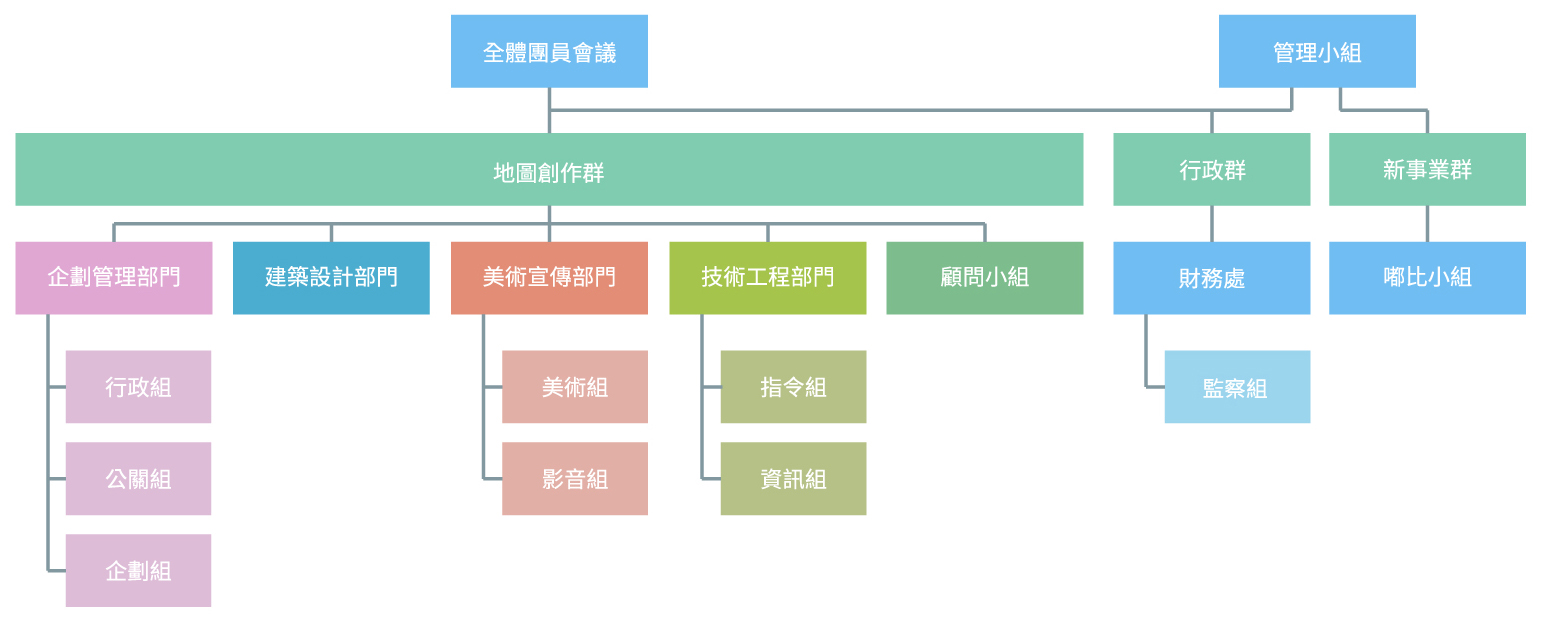 全體團員會議
管理小組
地圖創作群
行政群
新事業群
企劃管理部門
建築設計部門
美術宣傳部門
技術工程部門
顧問小組
財務處
嘟比小組
行政組
美術組
指令組
監察組
公關組
影音組
資訊組
企劃組